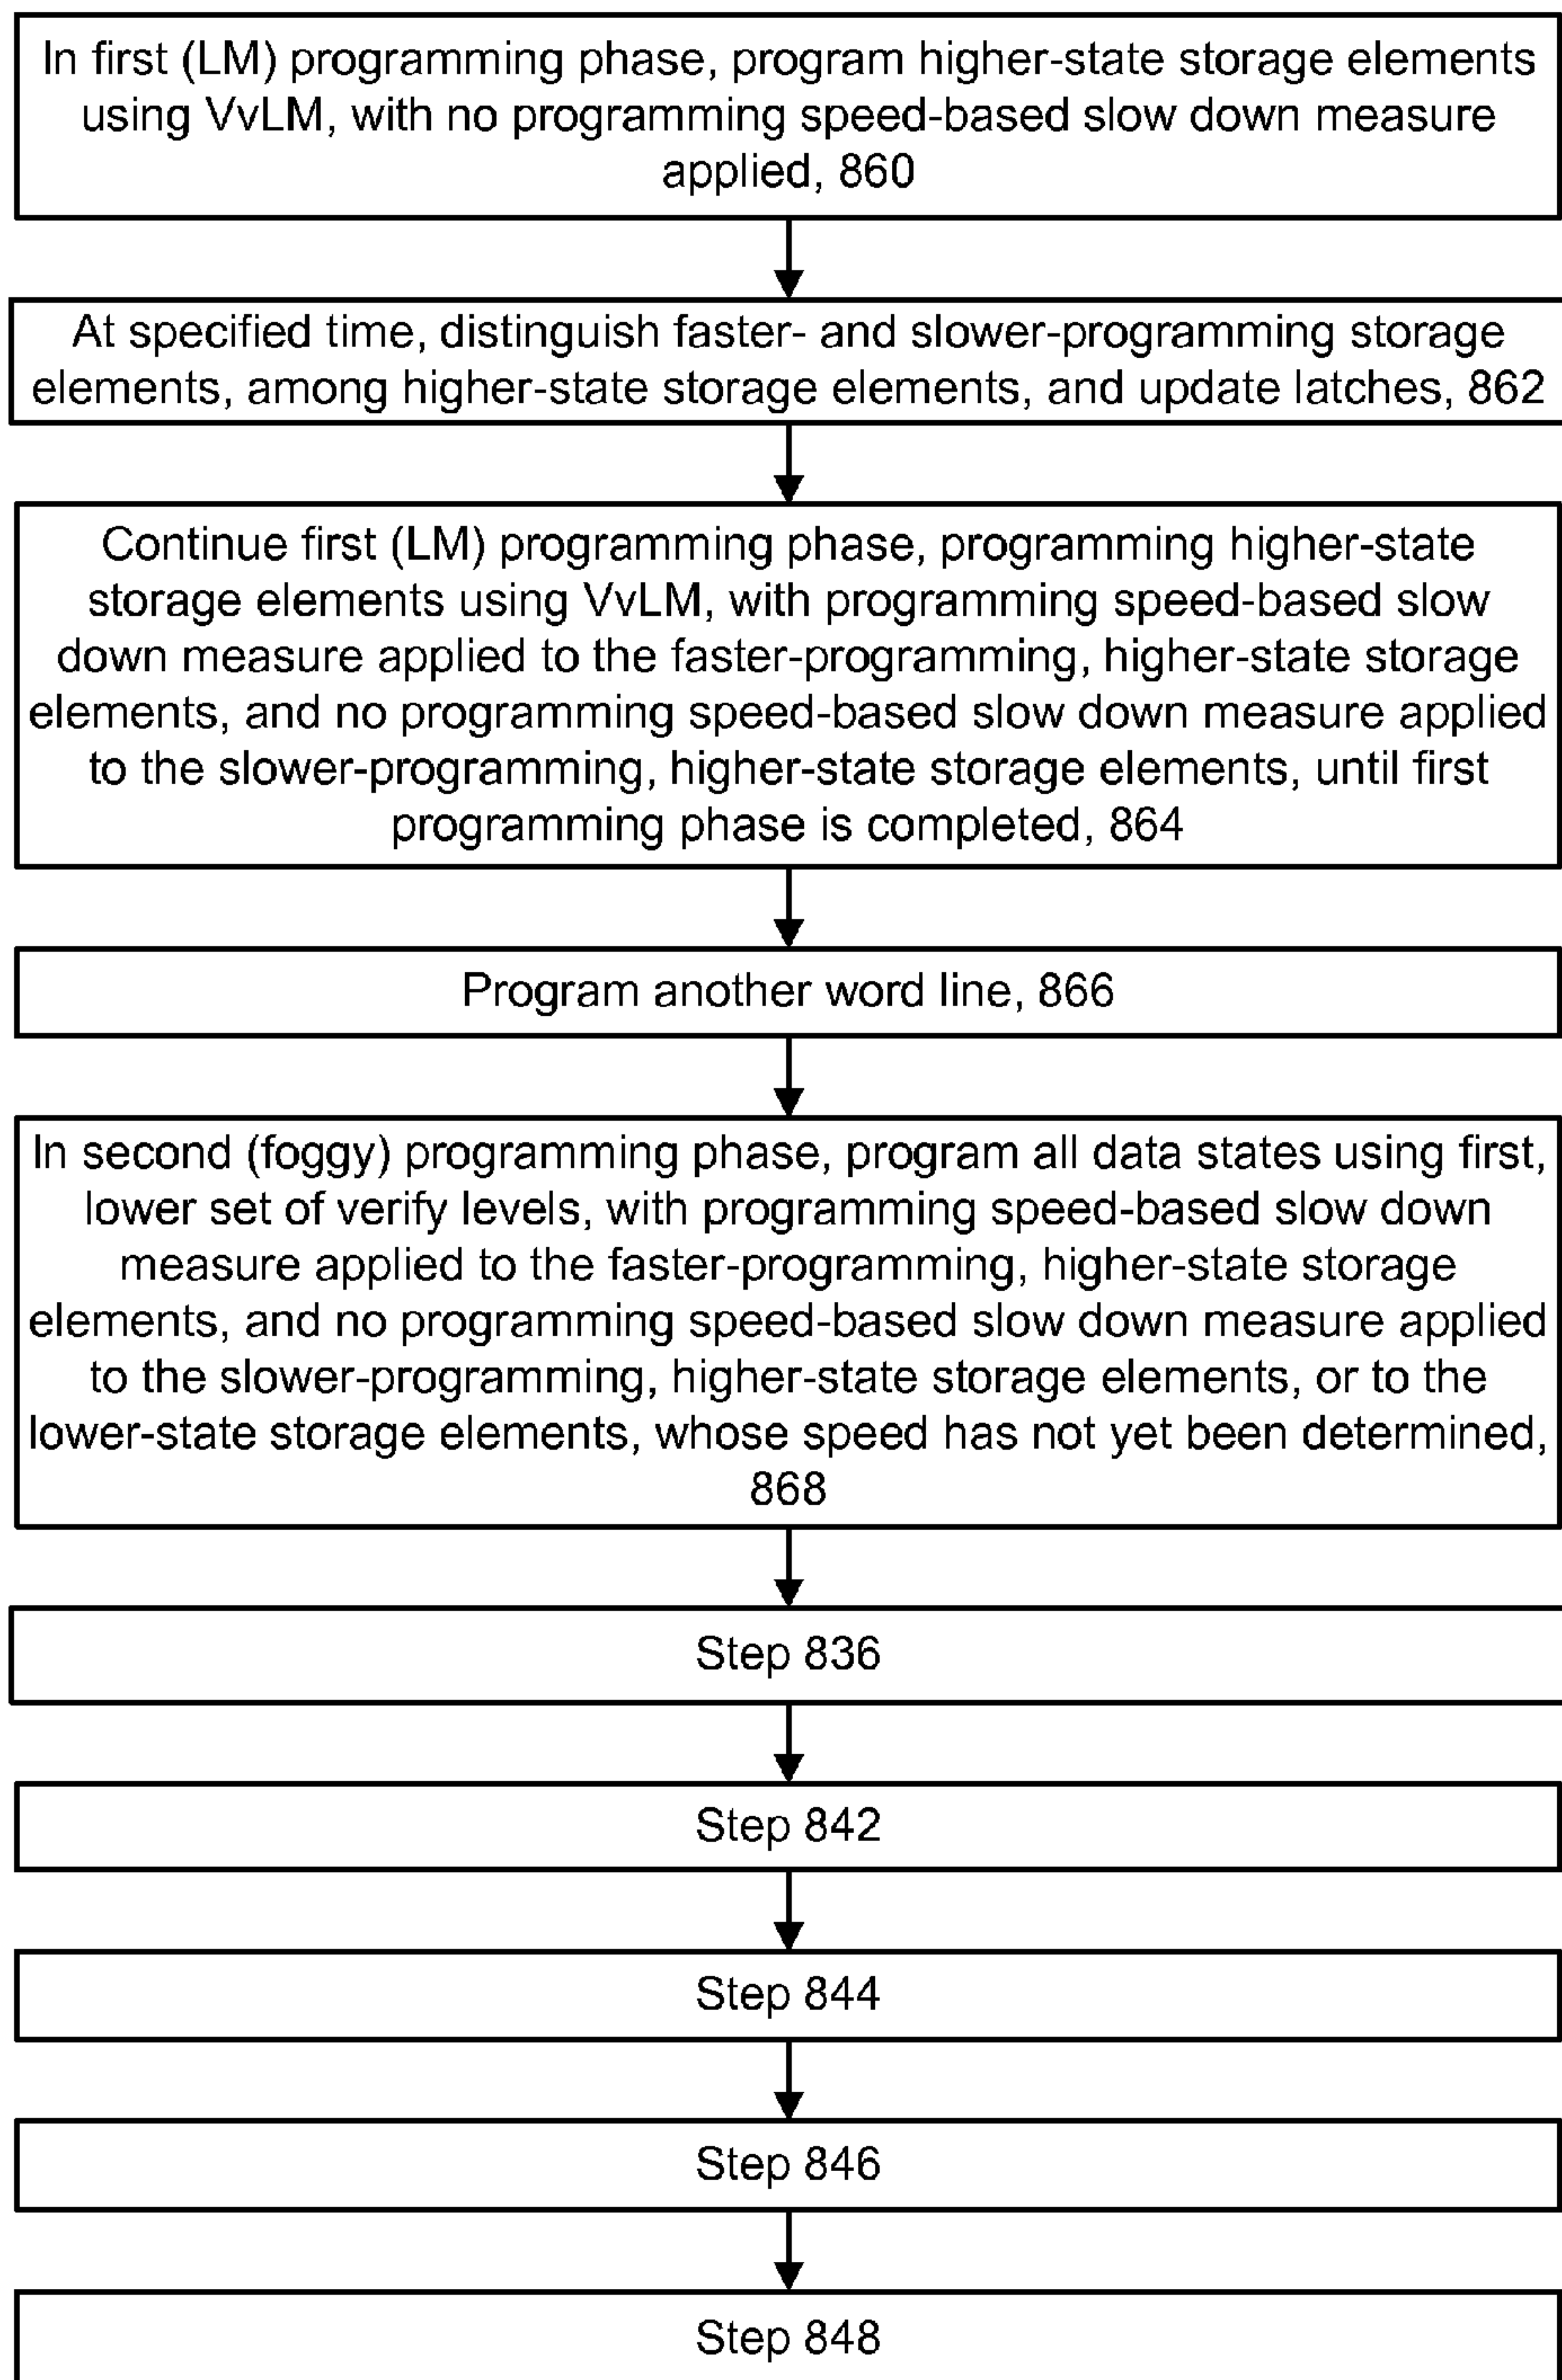 In first (LM) programming phase, program higher-state storage elements
using VvLM, with no programming speed-based slow down measure
applied, 860
At specified time, distinguish faster- and slower-programming storage
elements, among higher-state storage elements, and update latches, 862
Continue first (LM) programming phase, programming higher-state
storage elements using VvLM, with programming speed-based slow
down measure applied to the faster-programming, higher-state storage
elements, and no programming speed-based slow down measure applied
to the slower-programming, higher-state storage elements, until first
programming phase is completed, 864
Program another word line, 866
In second (foggy) programming phase, program all data states using first,
lower set of verify levels, with programming speed-based slow down
measure applied to the faster-programming, higher-state storage
elements, and no programming speed-based slow down measure applied
to the slower-programming, higher-state storage elements, or to the
lower-state storage elements, whose speed has not yet been determined,
868
Step 836
Step 842
Step 844
Step 846
Step 848